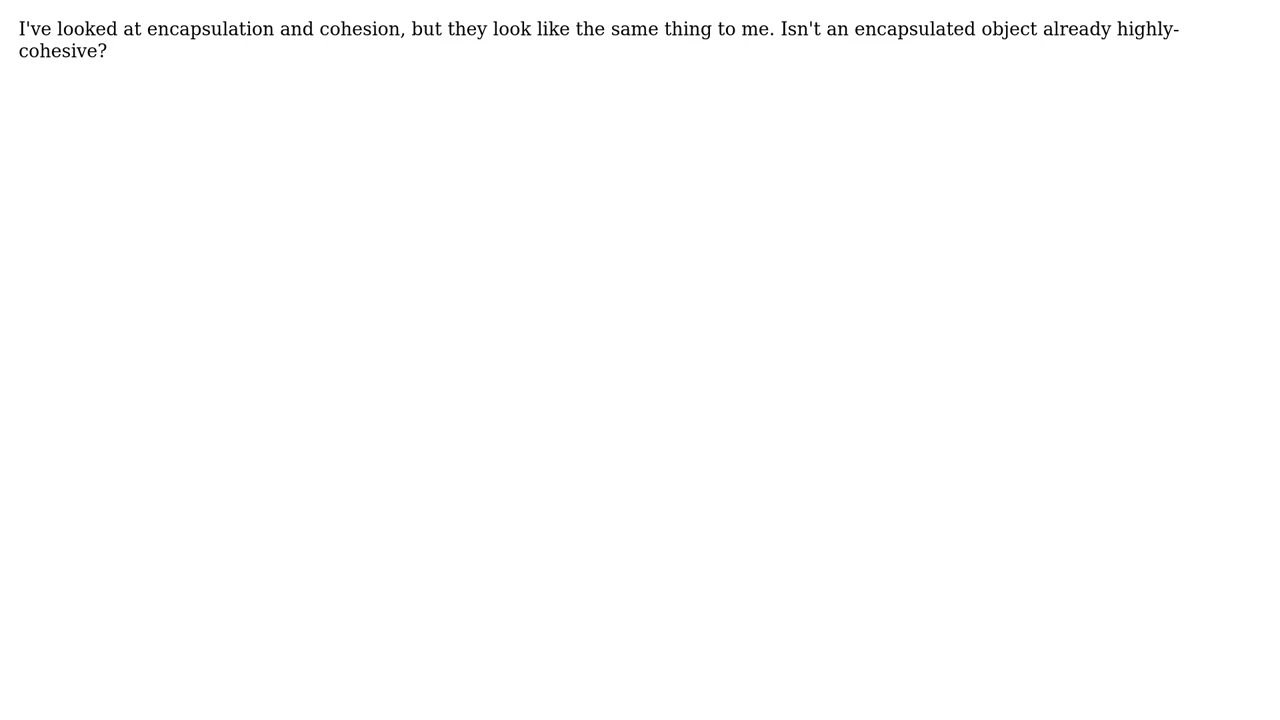 I've looked at encapsulation and cohesion, but they look like the same thing to me. Isn't an encapsulated object already highly-
cohesive?